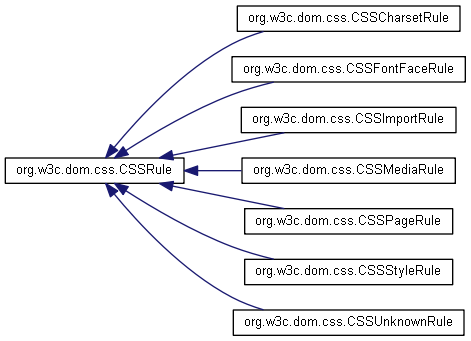 org.w3c.dom.css.CSSCharsetRule
org.w3c.dom.css.CSSFontFaceRule
org.w3c.dom.css.CSSImportRule
org.w3c.dom.css.CSSRule
org.w3c.dom.css.CSSMediaRule
org.w3c.dom.css.CSSPageRule
org.w3c.dom.css.CSSStyleRule
org.w3c.dom.css.CSSUnknownRule